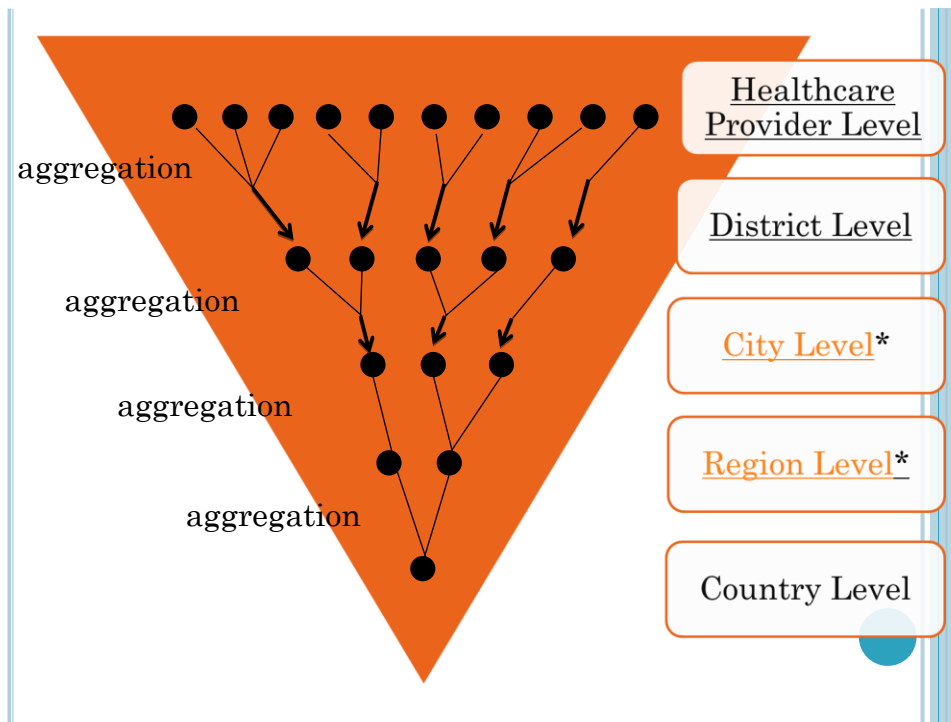 Healthcare
Provider Level
aggregation
District Level
aggregation
City Level*
aggregation
Region Level*
aggregation
Country Level